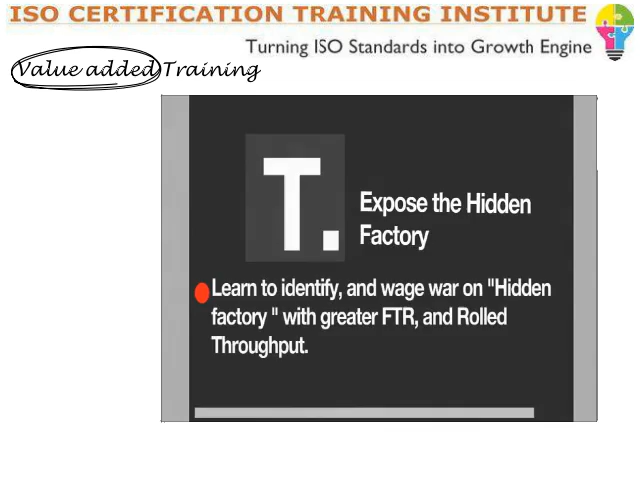 ISO CERTIFICATION TRAINING INSTITUTE
Turning ISO Standards into Growth Engine
Value added Training
T.
Expose the Hidden
Factory
Learn to identify, and wage war on "Hidden
factory " with greater FTR, and Rolled
Throughput.